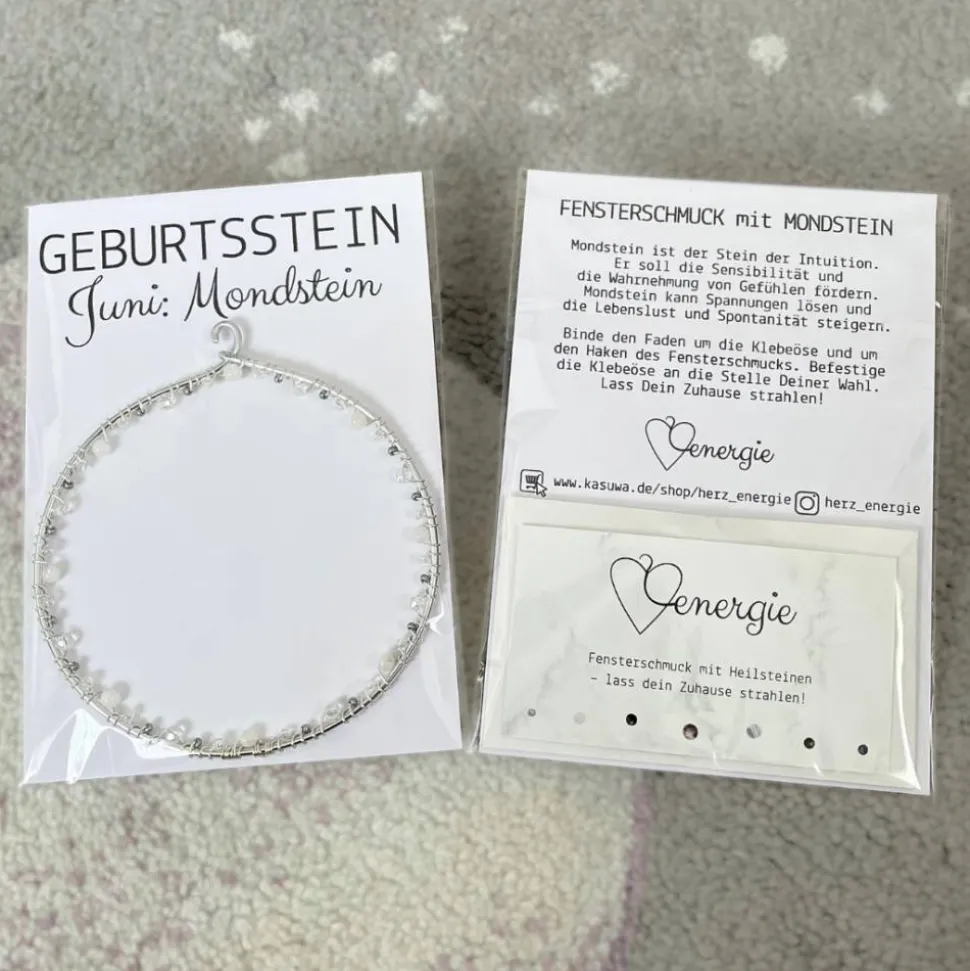 GEBURTSSTEIN
Juni: Mondstein
FENSTERSCHMUCK mit MONDSTEIN
Mondstein ist der Stein der Intuition.
Er soll die Sensibilität und
die Wahrnehmung von Gefühlen fördern.
Mondstein kann Spannungen lösen und
die Lebenslust und Spontanität steigern.
Binde den Faden um die Klebeöse und um
den Haken des Fensterschmucks. Befestige
die Klebeöse an die Stelle Deiner Wahl.
Lass Dein Zuhause strahlen!
energie
www.kasuwa.de/shop/herz_energie herz_energie
energie
Fensterschmuck mit Heilsteinen
- lass dein Zuhause strahlen!